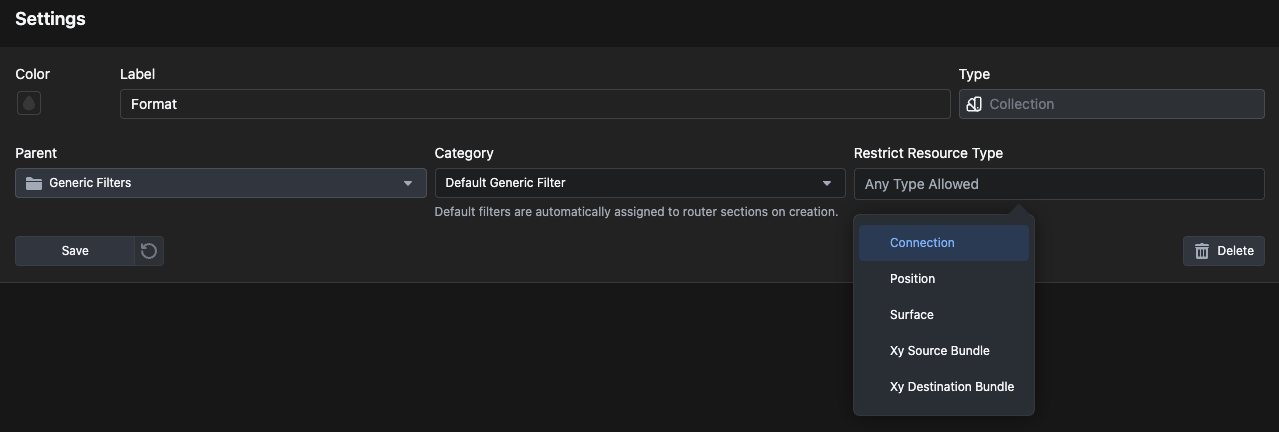 Settings
Color
Label
Type
Format
Collection
Parent
Category
Restrict Resource Type
Generic Filters
Default Generic Filter
Any Type Allowed
Default filters are automatically assigned to router sections on creation.
Save
Delete
Connection
Position
Surface
Xy Source Bundle
Xy Destination Bundle